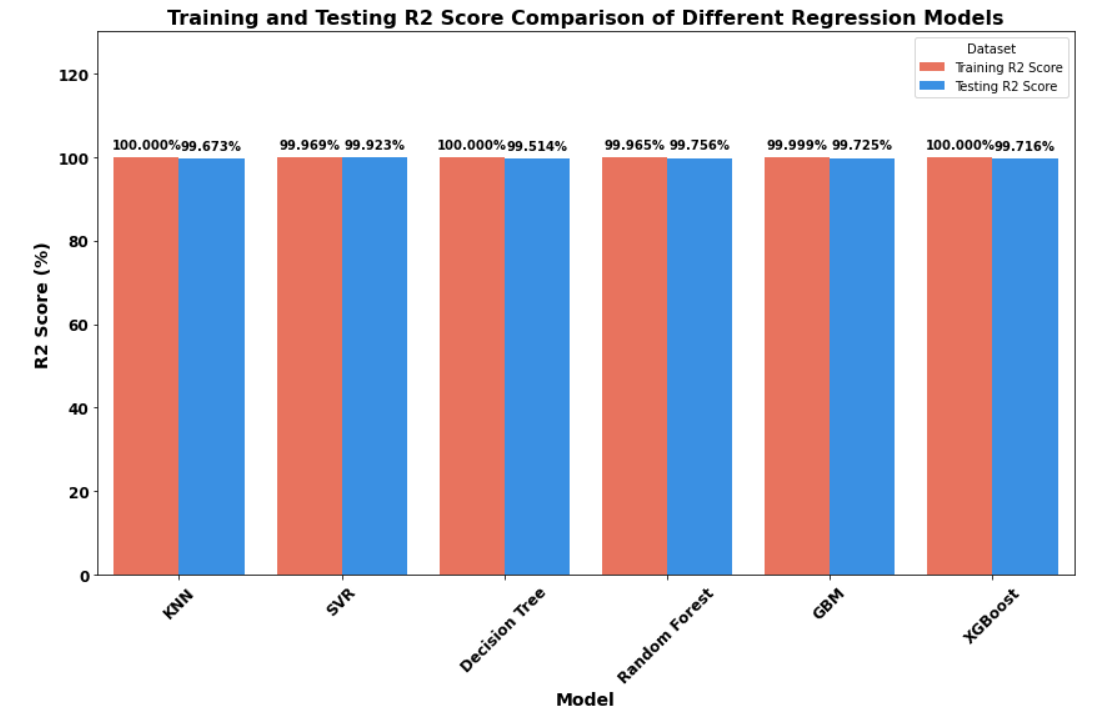 Training and Testing R2 Score Comparison of Different Regression Models
Dataset
Training R2 Score
Testing R2 Score
R2 Score (%)
120
100
80
60
40
20
0
100.000% 99.673% 99.969% 99.923% 100.000% 99.514% 99.965% 99.756% 99.999% 99.725% 100.000% 99.716%
KNN SVR Decision Tree Random Forest GBM XGBoost
Model